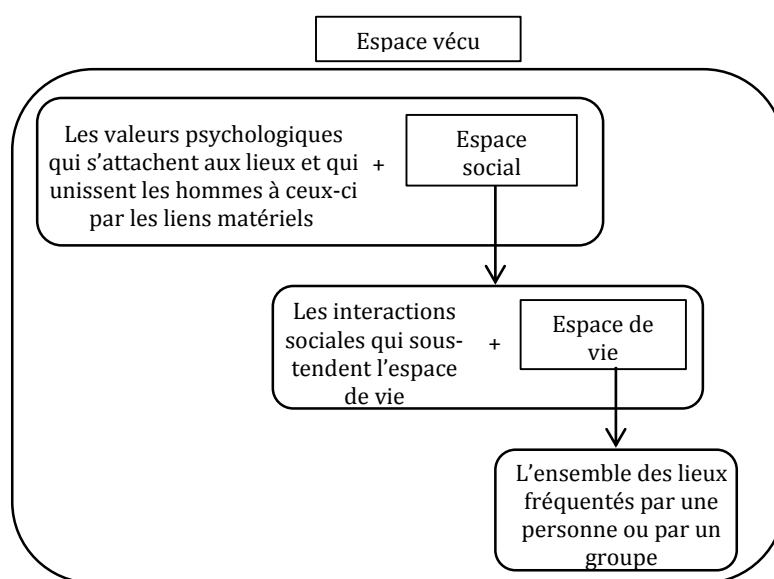 Espace vécu
Les valeurs psychologiques
qui s'attachent aux lieux et qui
unissent les hommes à ceux-ci
par les liens matériels
+
Espace
social
Les interactions
sociales qui sous-
tendent l'espace
de vie
+
Espace de
vie
L'ensemble des lieux
fréquentés par une
personne ou par un
groupe